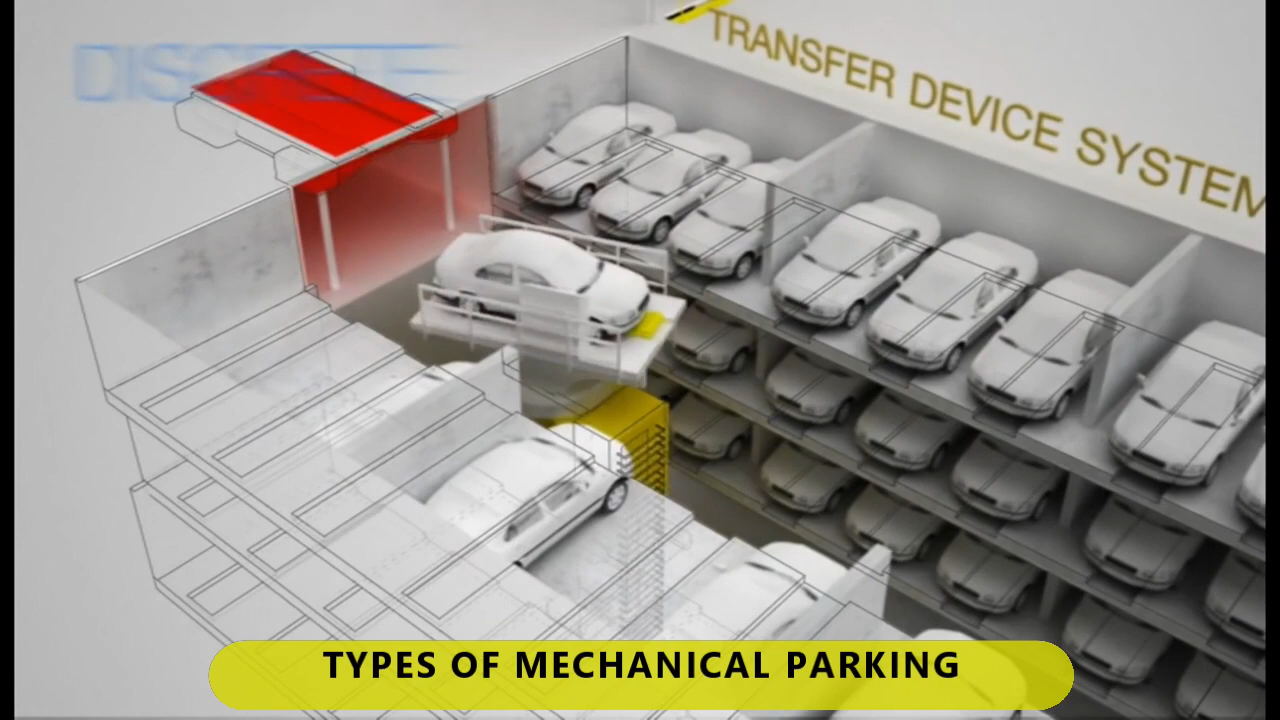 TRANSFER DEVICE SYSTEM
TYPES OF MECHANICAL PARKING